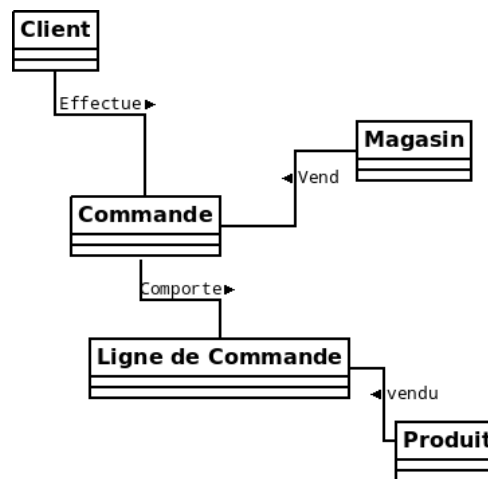 Client
Effectue
Magasin
Vend
Commande
Comporte
Ligne de Commande
vendu
Produit